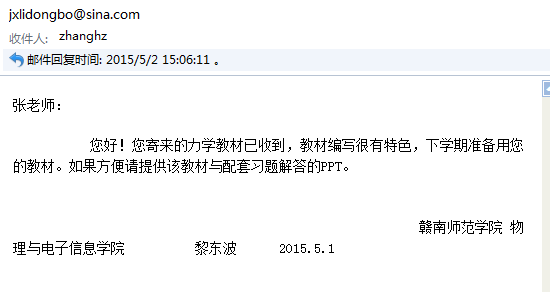 jxlidongbo@sina.com
收件人： zhanghz
邮件回复时间: 2015/5/2 15:06:11 。
张老师：
您好！您寄来的力学教材已收到，教材编写很有特色，下学期准备用您
的教材。如果方便请提供该教材与配套习题解答的PPT。
赣南师范学院 物
理与电子信息学院 黎东波 2015.5.1